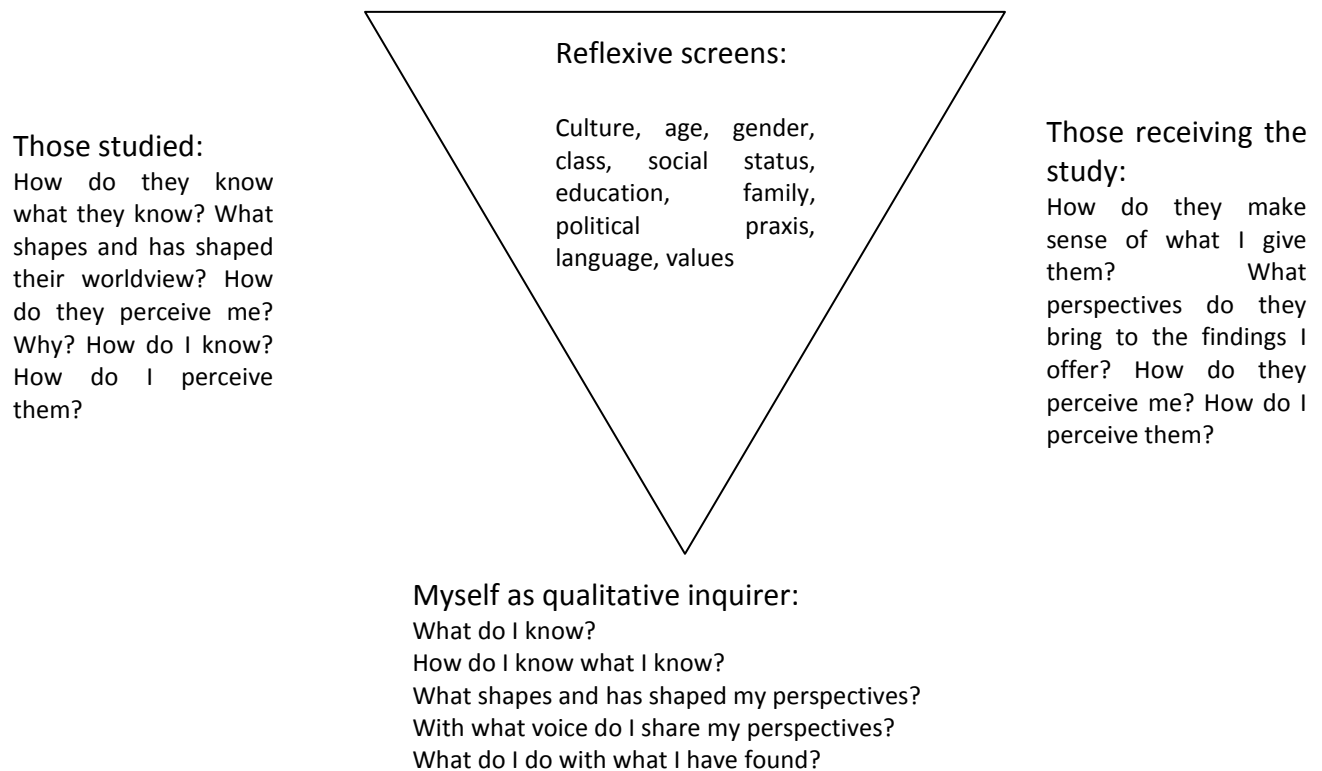 Reflexive screens:
Culture, age, gender,
class, social status,
education, family,
political praxis,
language, values
Those studied:
How do they know
what they know? What
shapes and has shaped
their worldview? How
do they perceive me?
Why? How do I know?
How do I perceive
them?
Those receiving the
study:
How do they make
sense of what I give
them? What
perspectives do they
bring to the findings I
offer? How do they
perceive me? How do I
perceive them?
Myself as qualitative inquirer:
What do I know?
How do I know what I know?
What shapes and has shaped my perspectives?
With what voice do I share my perspectives?
What do I do with what I have found?